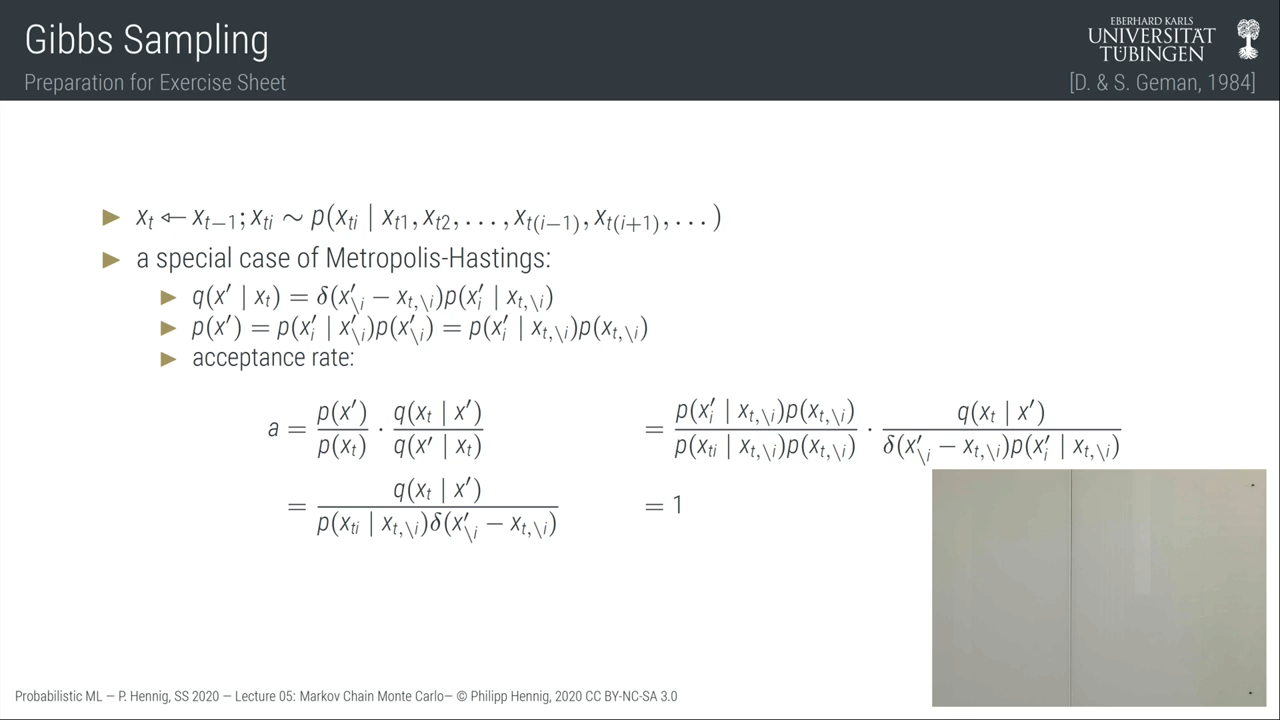 Gibbs Sampling
Preparation for Exercise Sheet
EBERHARD KARLS
UNIVERSITÄT
TÜBINGEN
[D. & S. Geman, 1984]
▶ x_t ← x_{t−1}; x_{ti} ∼ p(x_{ti} | x_{t1}, x_{t2}, . . . , x_{t(i−1)}, x_{t(i+1)}, . . . )
▶ a special case of Metropolis-Hastings:
▶ q(x′ | x_t) = δ(x′_{\i} − x_{t,\i})p(x′_i | x_{t,\i})
▶ p(x′) = p(x′_i | x′_{\i})p(x′_{\i}) = p(x′_i | x_{t,\i})p(x_{t,\i})
▶ acceptance rate:
a = p(x′)/p(x_t) · q(x_t | x′)/q(x′ | x_t) = p(x′_i | x_{t,\i})p(x_{t,\i})/p(x_{ti} | x_{t,\i})p(x_{t,\i}) · q(x_t | x′)/δ(x′_{\i} − x_{t,\i})p(x′_i | x_{t,\i})
= q(x_t | x′)/p(x_{ti} | x_{t,\i})δ(x′_{\i} − x_{t,\i}) = 1
Probabilistic ML — P. Hennig, SS 2020 — Lecture 05: Markov Chain Monte Carlo— © Philipp Hennig, 2020 CC BY-NC-SA 3.0